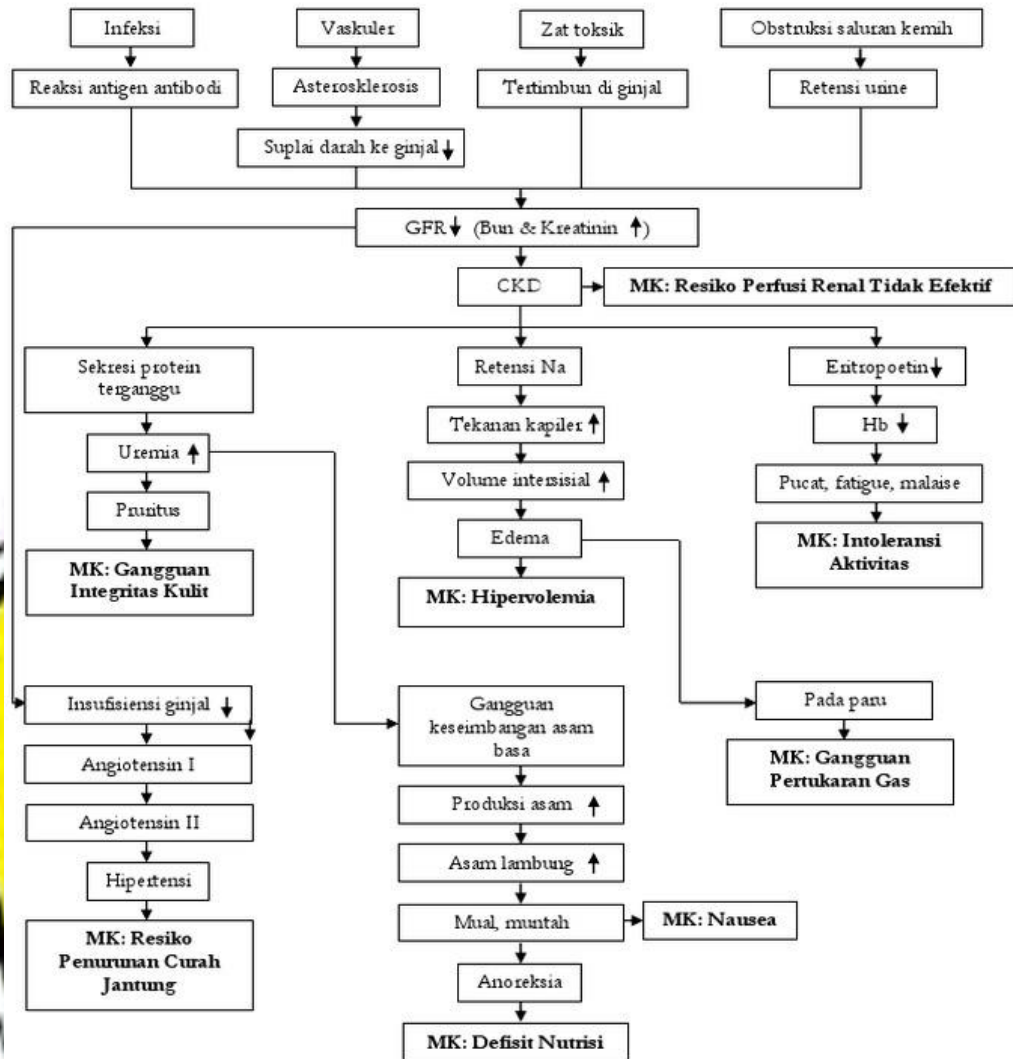 Infeksi
Vaskuler
Zat toksik
Obstruksi saluran kemih
Reaksi antigen antibodi
Asterosklerosis
Tertimbun di ginjal
Retensi urine
Suplai darah ke ginjal ↓
GFR ↓ (Bun & Kreatinin ↑)
CKD
MK: Resiko Perfusi Renal Tidak Efektif
Sekresi protein
terganggu
Retensi Na
Eritropoetin ↓
Uremia ↑
Tekanan kapiler ↑
Hb ↓
Pruritus
Volume intersisial ↑
Pucat, fatigue, malaise
MK: Gangguan
Integritas Kulit
Edema
MK: Intoleransi
Aktivitas
MK: Hipervolemia
Insufisiensi ginjal ↓
Gangguan
keseimbangan asam
basa
Pada paru
Angiotensin I
MK: Gangguan
Pertukaran Gas
Angiotensin II
Produksi asam ↑
Hipertensi
Asam lambung ↑
MK: Resiko
Penurunan Curah
Jantung
Mual, muntah
MK: Nausea
Anoreksia
MK: Defisit Nutrisi